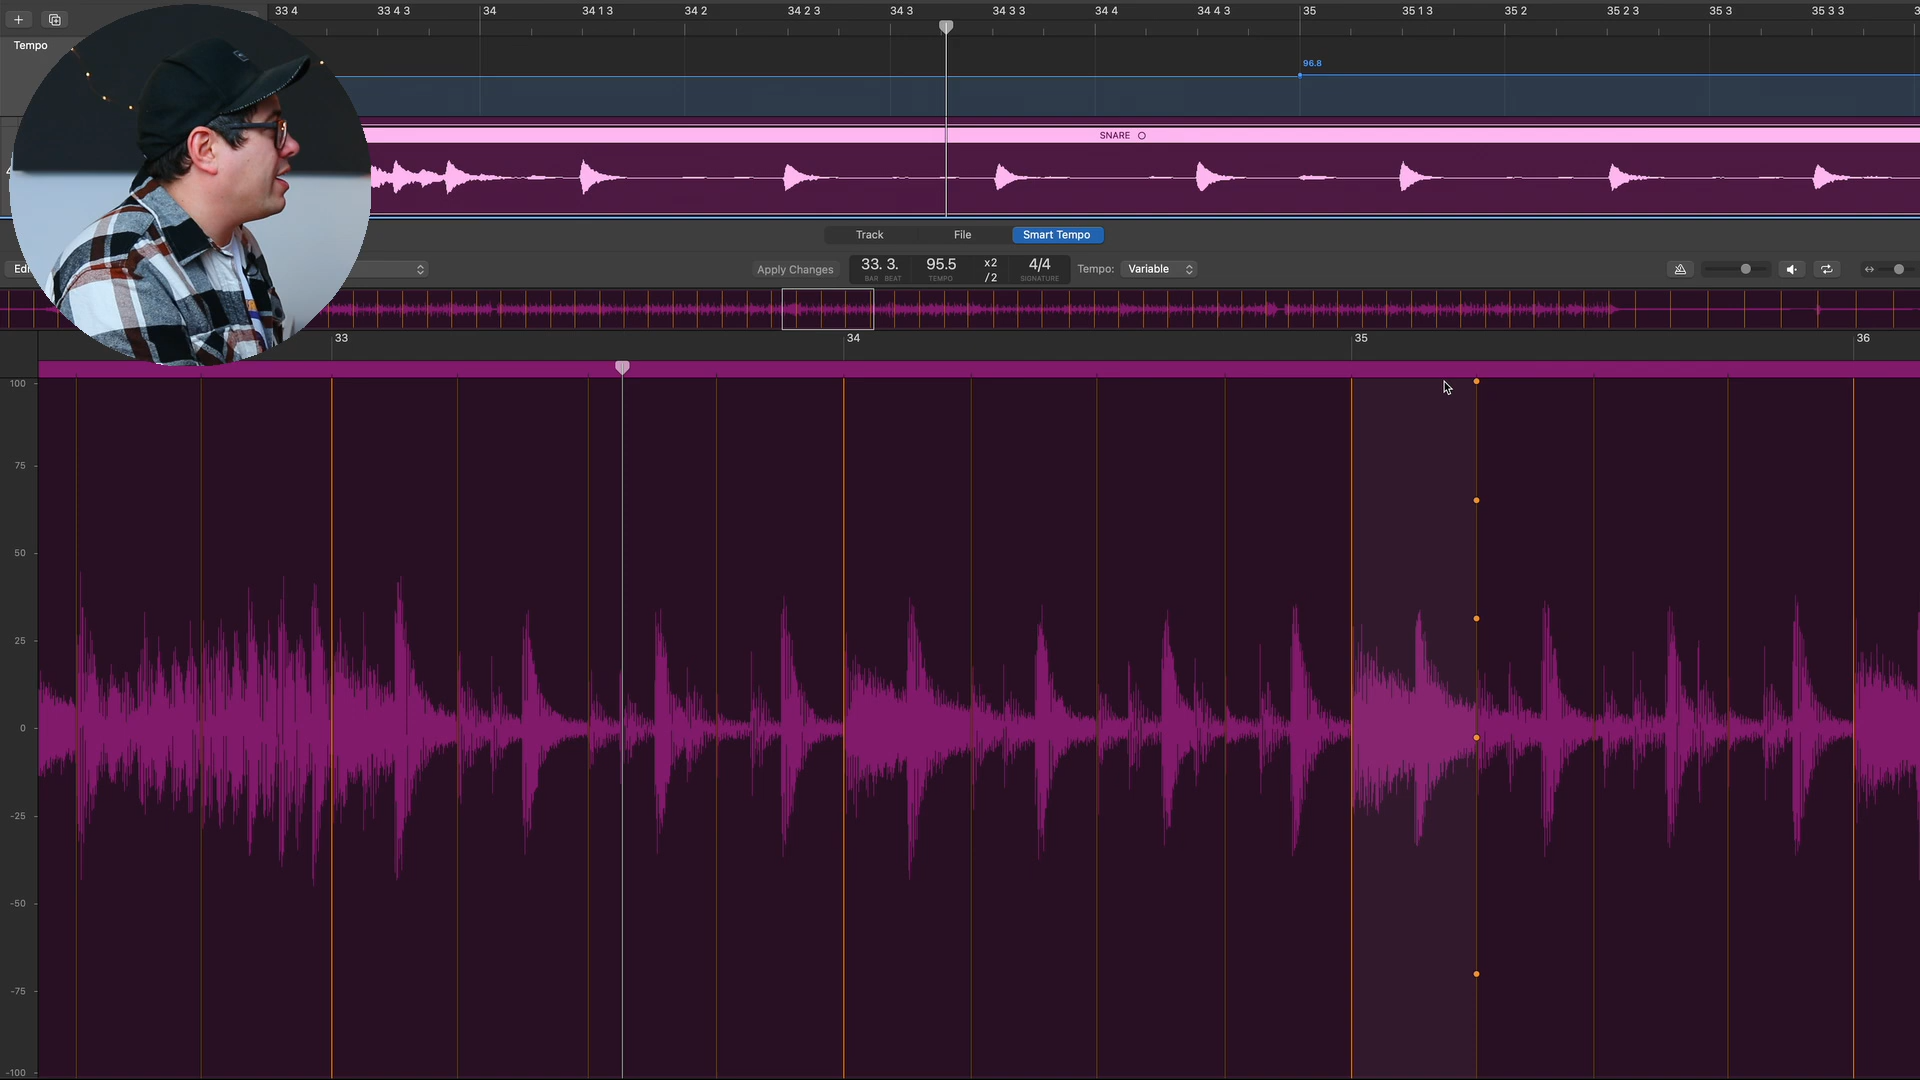 33 4 33 4 3 34 34 1 3 34 2 34 2 3 34 3 34 3 3 34 4 34 4 3 35 35 1 3 35 2 35 2 3 35 3 35 3 3
Tempo
96.8
SNARE
Track File Smart Tempo
Apply Changes 33. 3. 95.5 x2 4/4 Tempo: Variable
BAR BEAT TEMPO /2 SIGNATURE
33 34 35 36
100
75
50
25
0
-25
-50
-75
-100